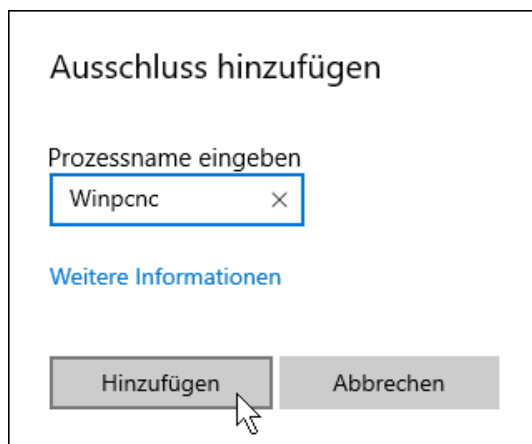 Ausschluss hinzufügen
Prozessname eingeben
Winpcnc
Weitere Informationen
Hinzufügen Abbrechen